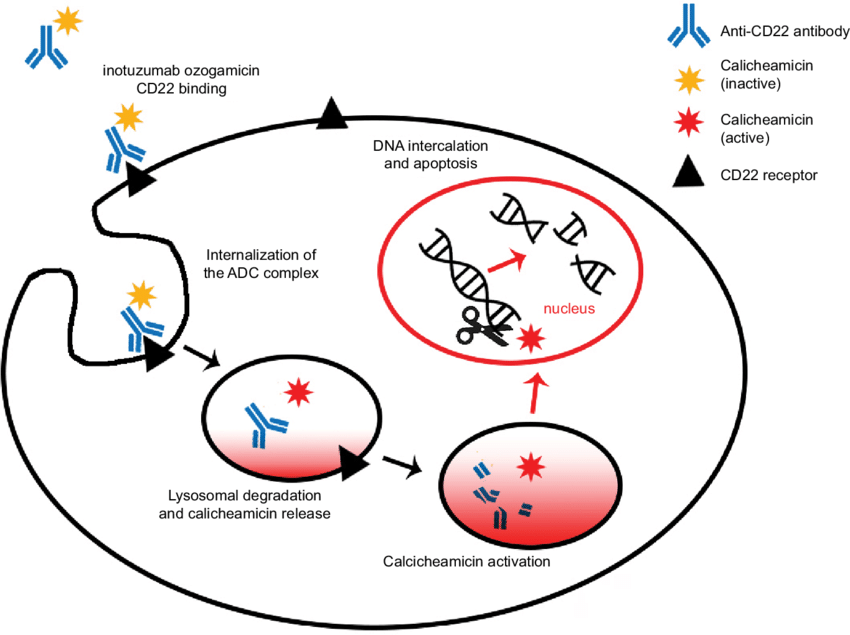 inotuzumab ozogamicin
CD22 binding
Anti-CD22 antibody
Calicheamicin
(inactive)
Calicheamicin
(active)
CD22 receptor
DNA intercalation
and apoptosis
Internalization of
the ADC complex
nucleus
Lysosomal degradation
and calicheamicin release
Calcicheamicin activation